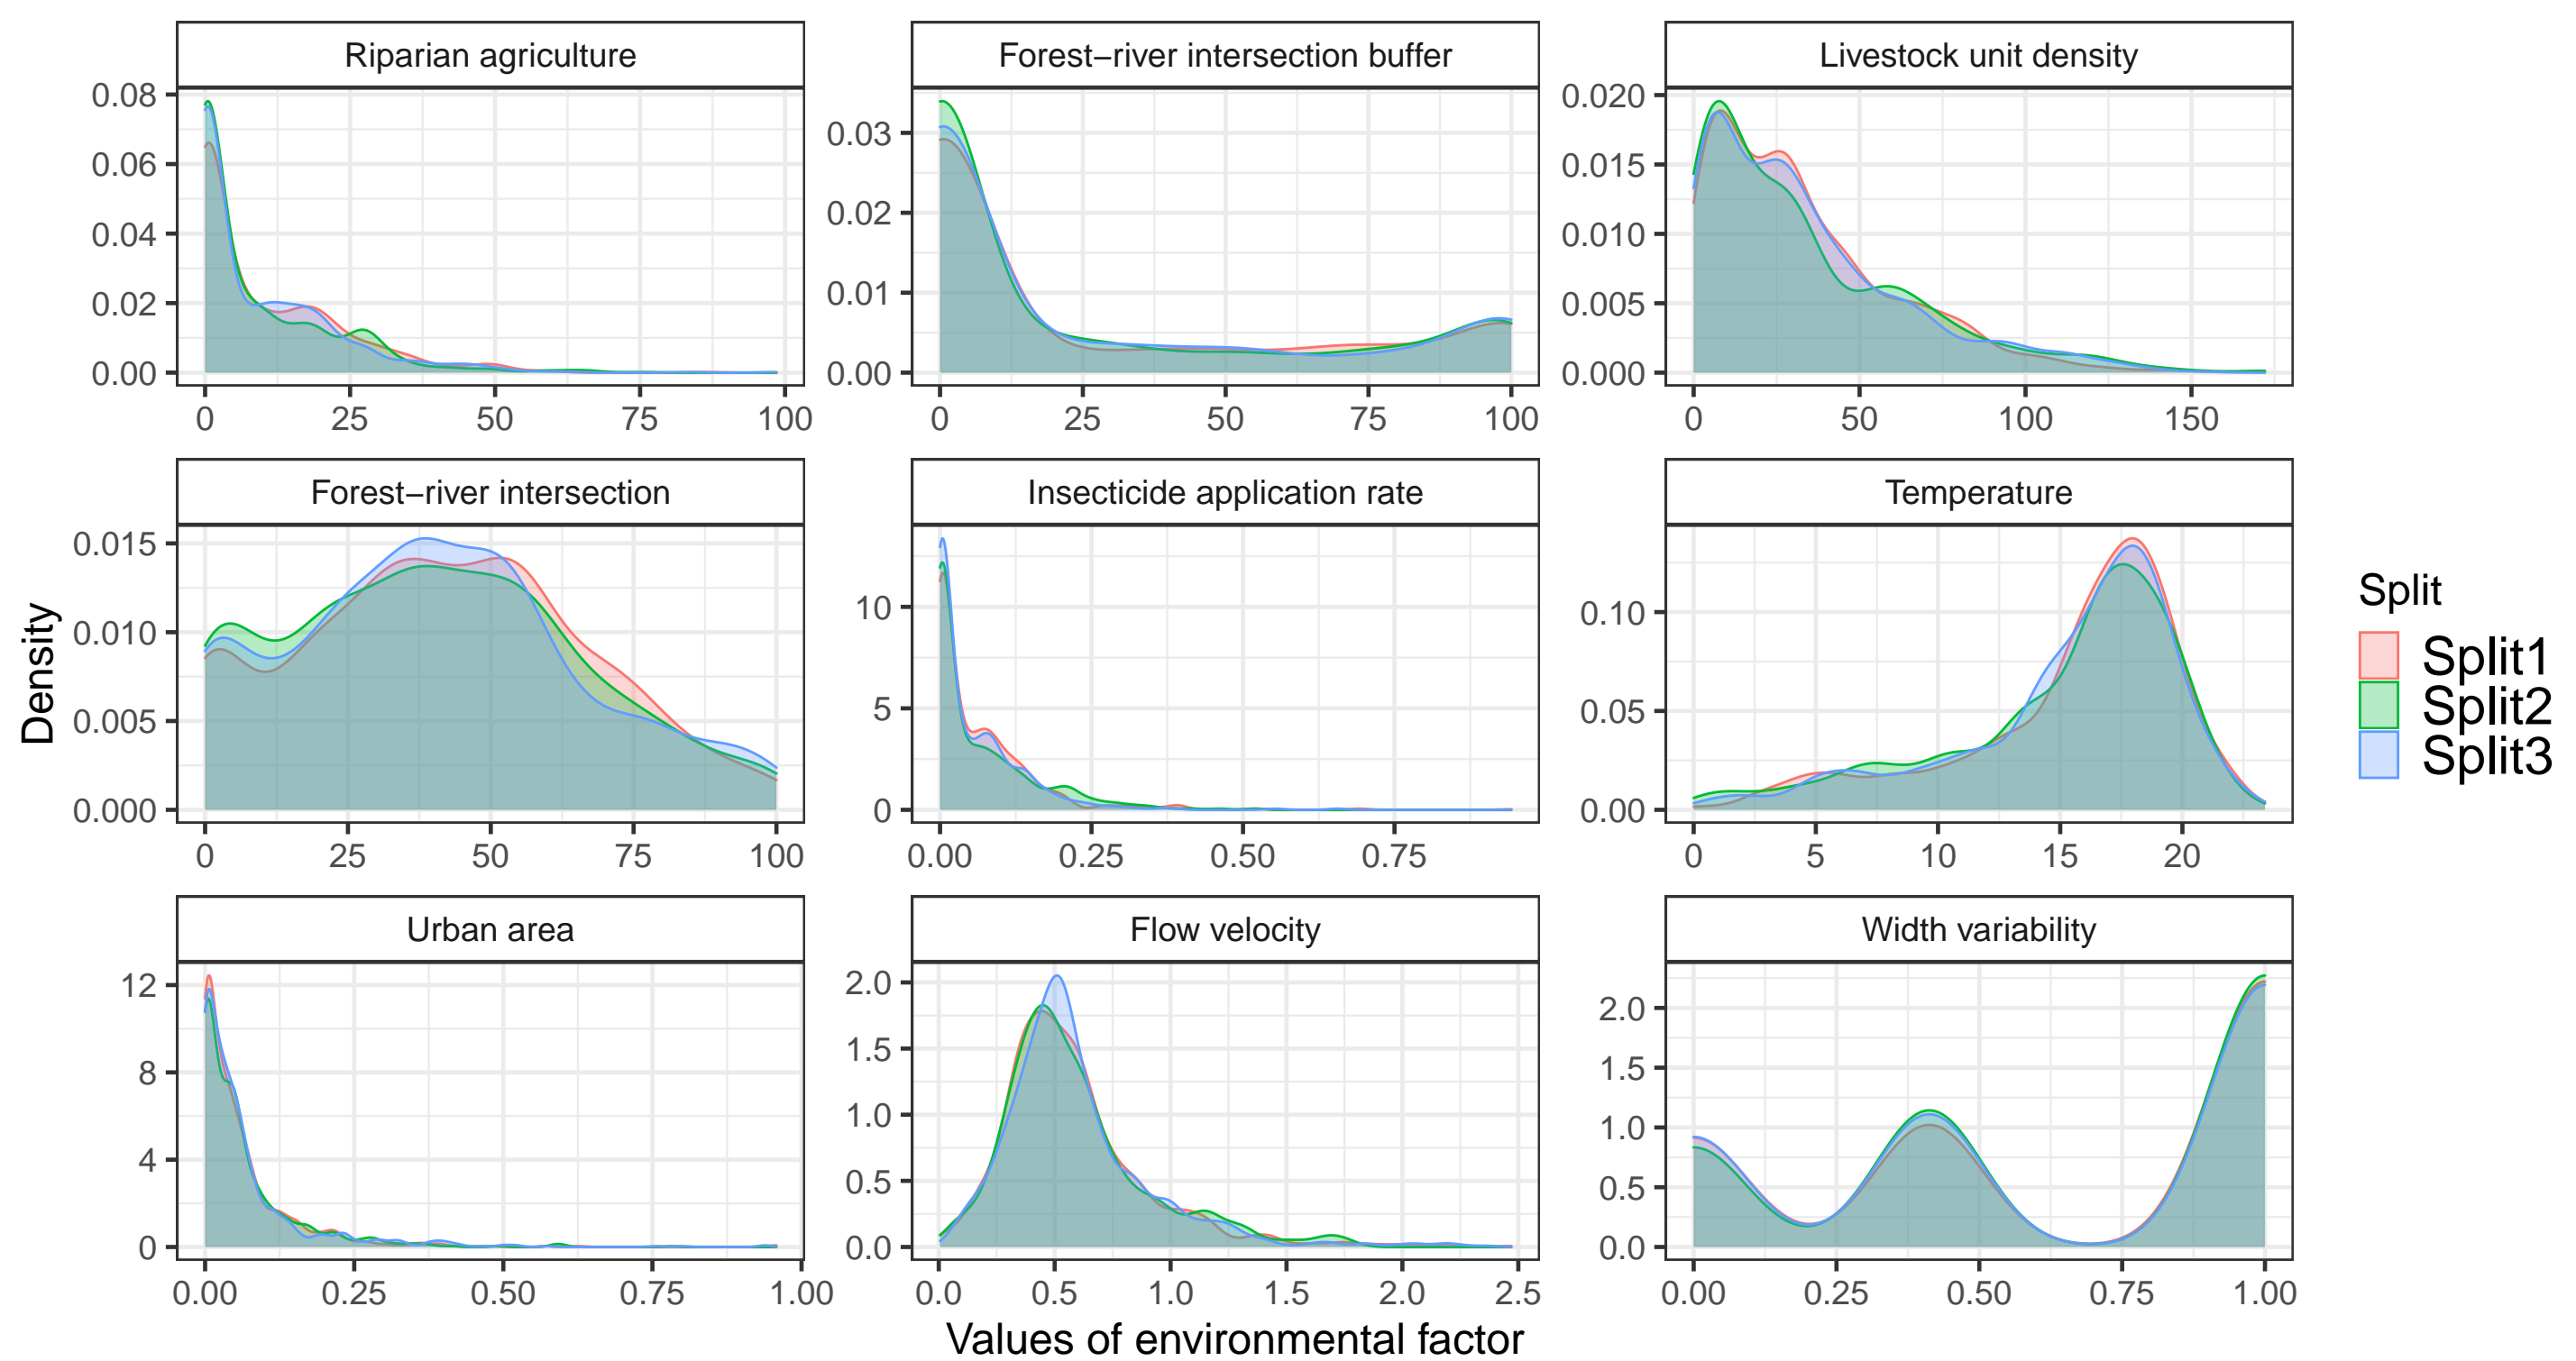 Riparian agriculture
Forest−river intersection buffer
Livestock unit density
0.08
0.06
0.04
0.02
0.00
0 25 50 75 100
0.03
0.02
0.01
0.00
0 25 50 75 100
0.020
0.015
0.010
0.005
0.000
0 50 100 150
Forest−river intersection
Insecticide application rate
Temperature
0.015
0.010
0.005
0.000
0 25 50 75 100
10
5
0
0.00 0.25 0.50 0.75
0.10
0.05
0.00
0 5 10 15 20
Urban area
Flow velocity
Width variability
12
8
4
0
0.00 0.25 0.50 0.75 1.00
2.0
1.5
1.0
0.5
0.0
0.0 0.5 1.0 1.5 2.0 2.5
2.0
1.5
1.0
0.5
0.0
0.00 0.25 0.50 0.75 1.00
Density
Values of environmental factor
Split
Split1
Split2
Split3